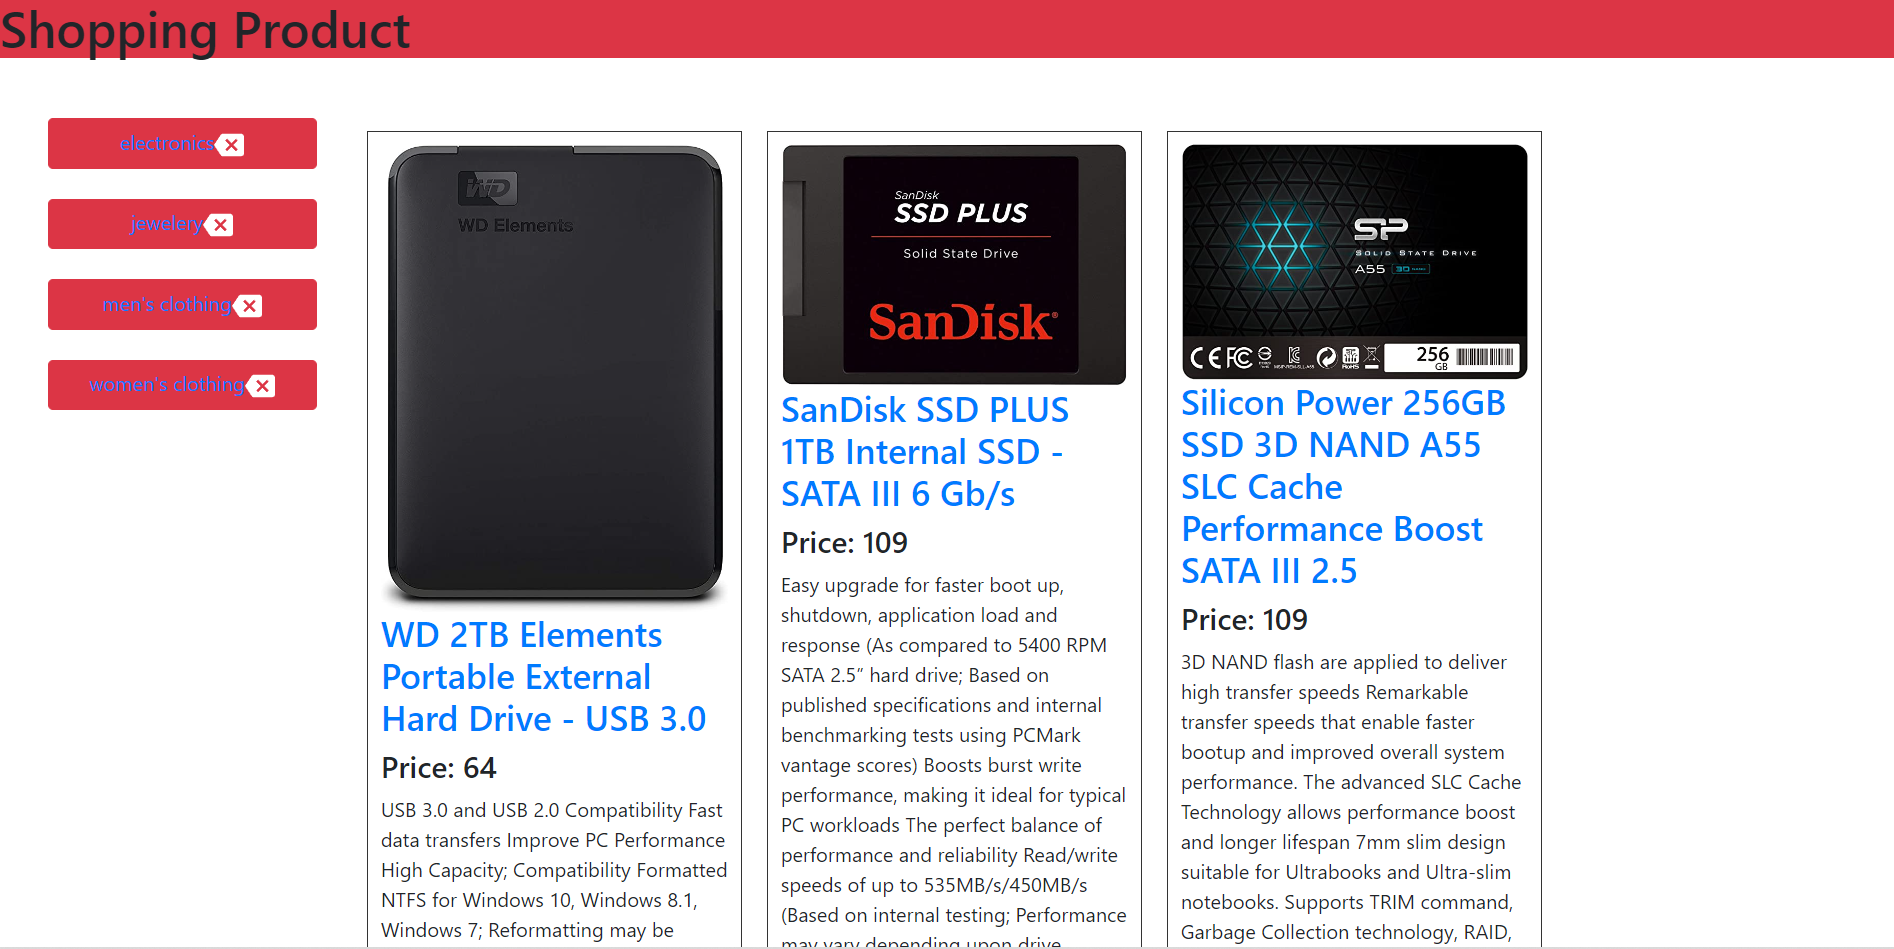 Shopping Product
electronics
jewelery
men's clothing
women's clothing
WD
WD Elements
WD 2TB Elements
Portable External
Hard Drive - USB 3.0
Price: 64
USB 3.0 and USB 2.0 Compatibility Fast
data transfers Improve PC Performance
High Capacity; Compatibility Formatted
NTFS for Windows 10, Windows 8.1,
Windows 7; Reformatting may be
SanDisk
SSD PLUS
Solid State Drive
SanDisk®
SanDisk SSD PLUS
1TB Internal SSD -
SATA III 6 Gb/s
Price: 109
Easy upgrade for faster boot up,
shutdown, application load and
response (As compared to 5400 RPM
SATA 2.5” hard drive; Based on
published specifications and internal
benchmarking tests using PCMark
vantage scores) Boosts burst write
performance, making it ideal for typical
PC workloads The perfect balance of
performance and reliability Read/write
speeds of up to 535MB/s/450MB/s
(Based on internal testing; Performance
may vary depending upon drive
SP
SOLID STATE DRIVE
A55 3D
CE FC
RoHS
256
GB
Silicon Power 256GB
SSD 3D NAND A55
SLC Cache
Performance Boost
SATA III 2.5
Price: 109
3D NAND flash are applied to deliver
high transfer speeds Remarkable
transfer speeds that enable faster
bootup and improved overall system
performance. The advanced SLC Cache
Technology allows performance boost
and longer lifespan 7mm slim design
suitable for Ultrabooks and Ultra-slim
notebooks. Supports TRIM command,
Garbage Collection technology, RAID,